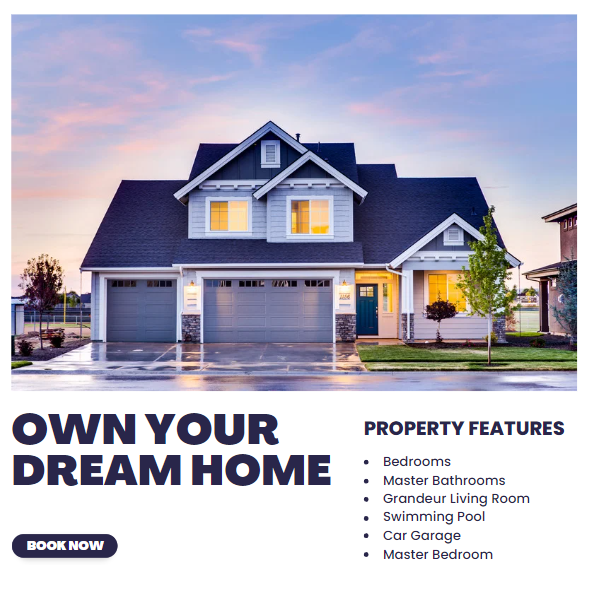 OWN YOUR
DREAM HOME
BOOK NOW
PROPERTY FEATURES
Bedrooms
Master Bathrooms
Grandeur Living Room
Swimming Pool
Car Garage
Master Bedroom